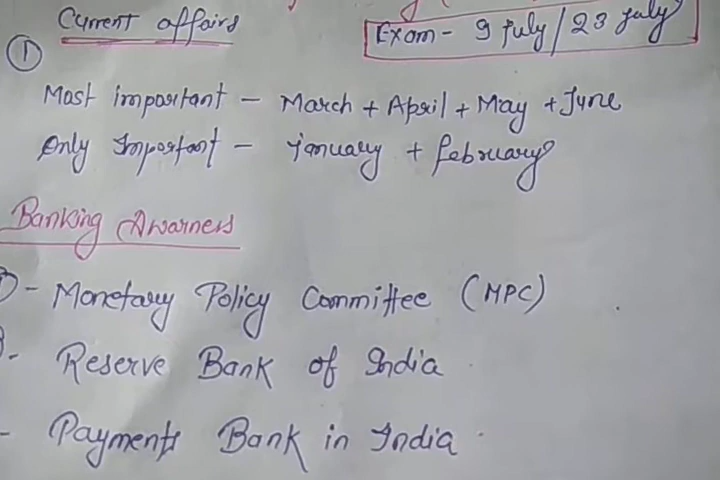 Current affairs
Exam - 9 July / 23 July
①
Most important - March + April + May + June
Only Important - january + february
Banking Awarness
- Monetary Policy Committee (MPC)
- Reserve Bank of India
- Payments Bank in India